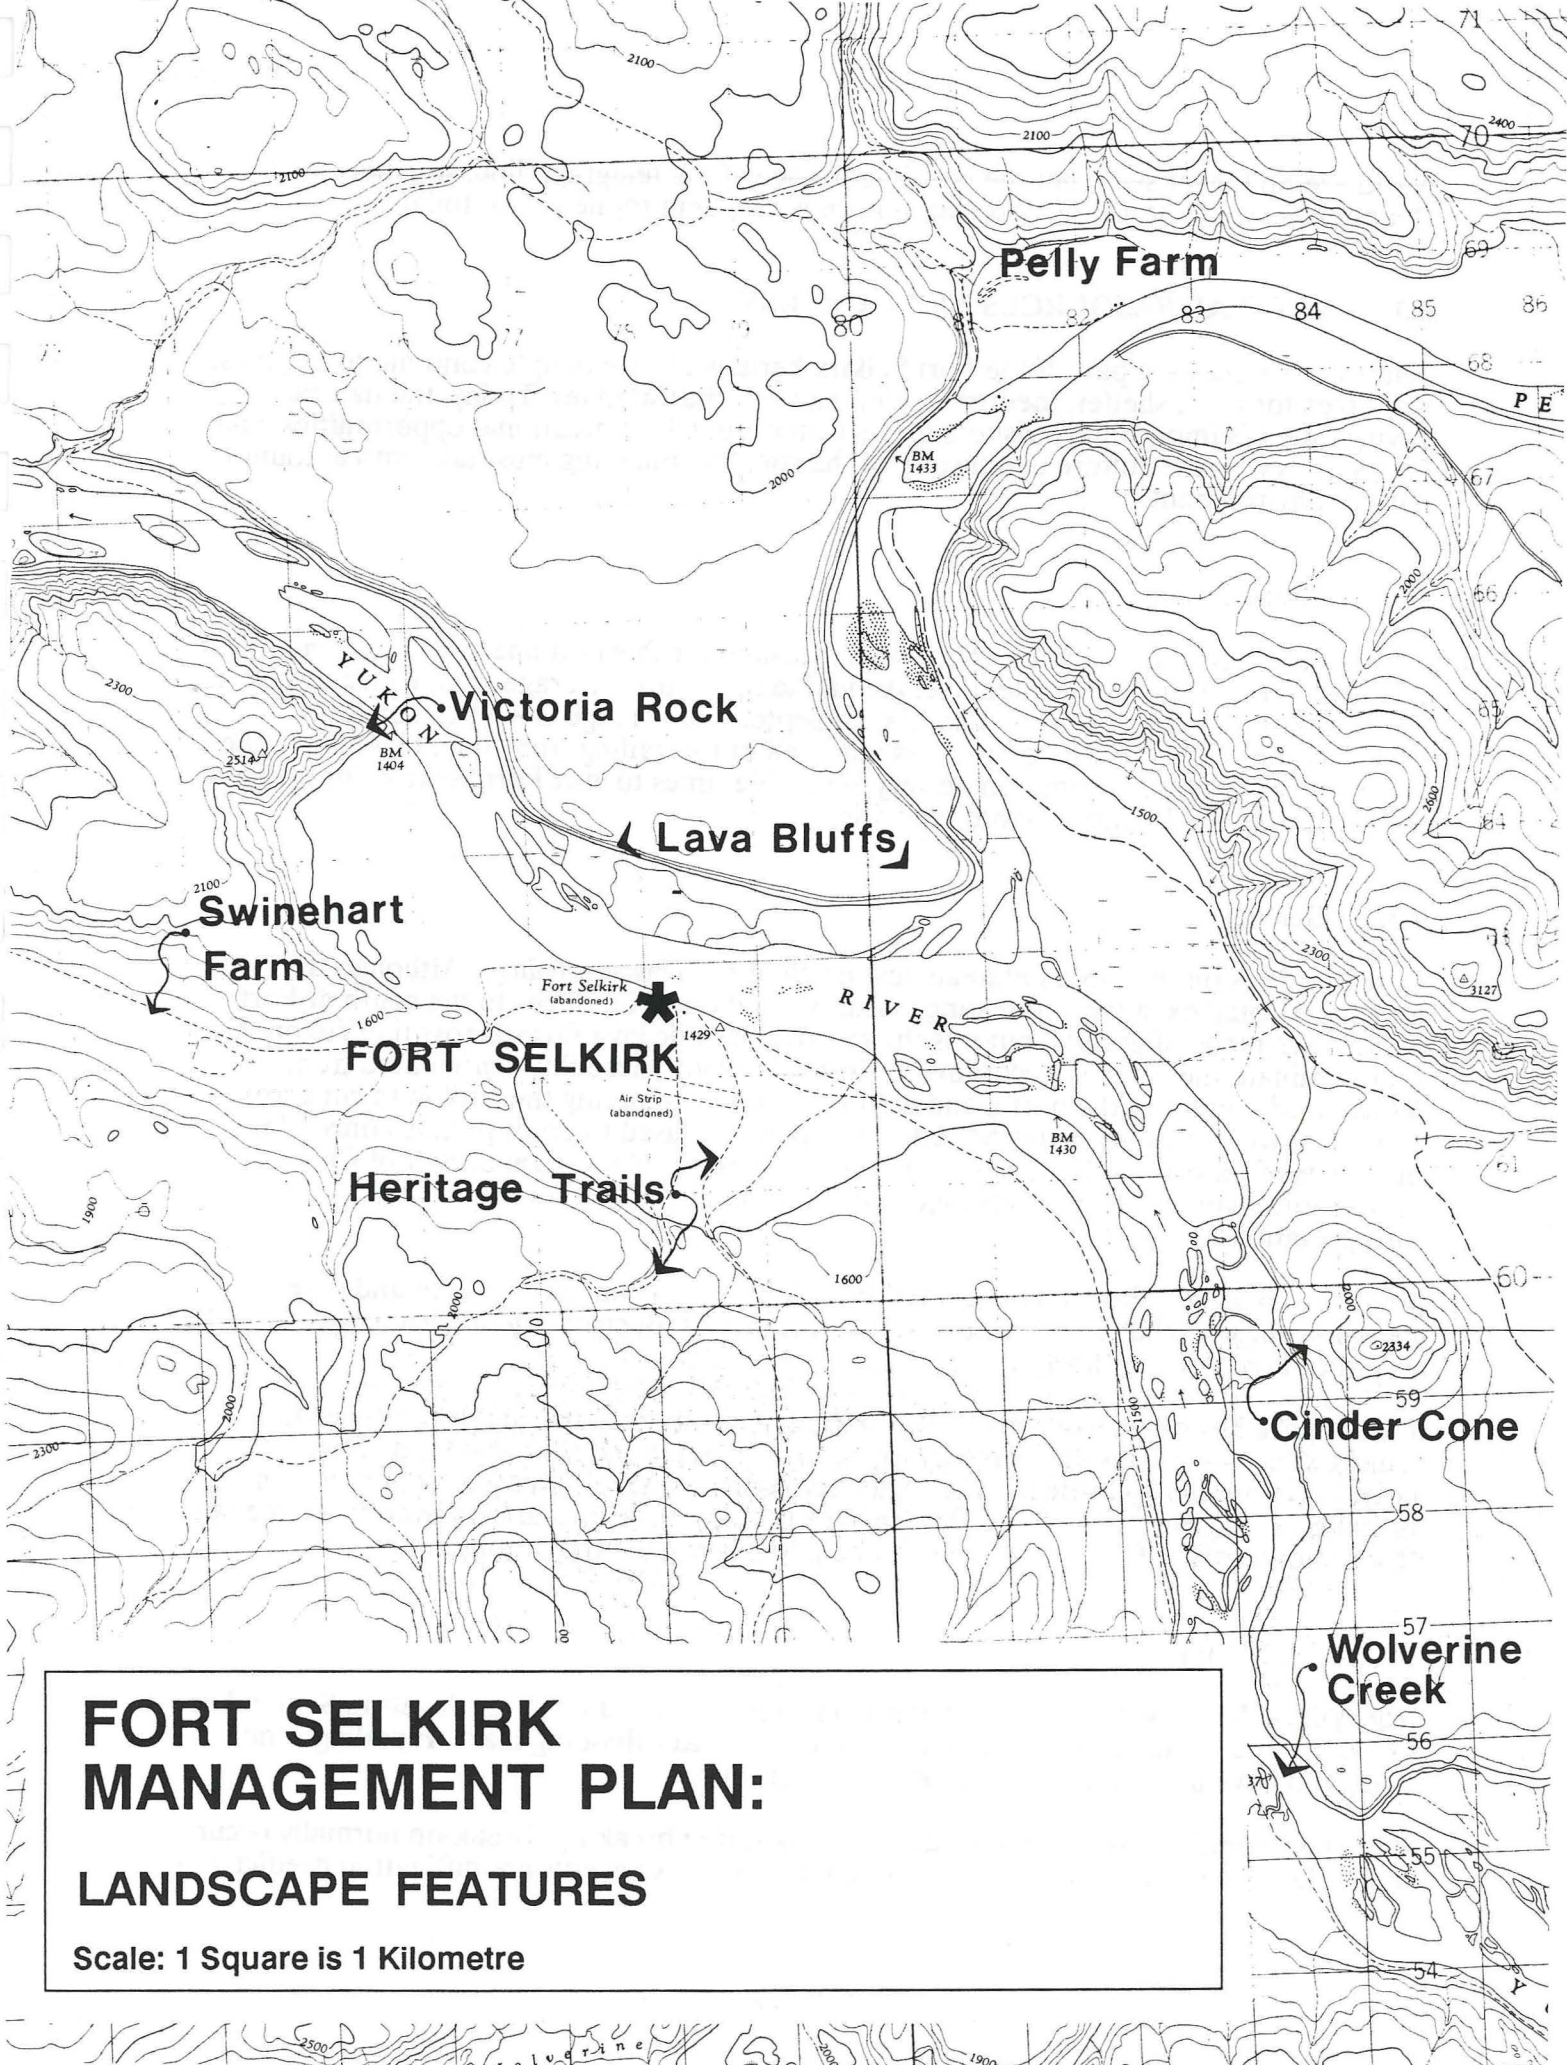 71
2100
2400
2100
70
2100
69
Pelly Farm
80
81
82
83
84
85
86
68
P E
BM
1433
67
2000
66
2000
YUKON
2300
65
Victoria Rock
2514
BM
1404
2600
1500
64
Lava Bluffs
2100
Swinehart
Farm
2300
3127
Fort Selkirk
(abandoned)
RIVER
1600
1429
FORT SELKIRK
Air Strip
(abandoned)
BM
1430
61
Heritage Trails
1900
1600
60
2000
2000
2334
59
2000
1500
Cinder Cone
2300
58
57
Wolverine
Creek
56
55
54
Y
FORT SELKIRK
MANAGEMENT PLAN:
LANDSCAPE FEATURES
Scale: 1 Square is 1 Kilometre
2500
lverine
2000
1900